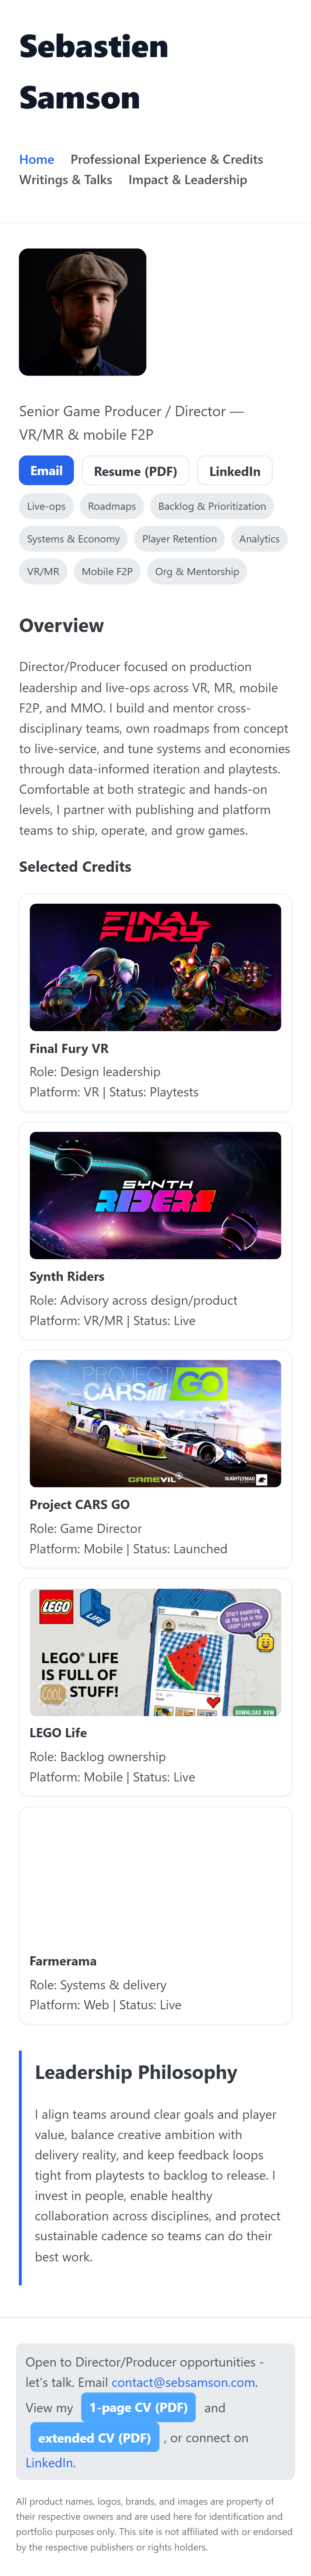 Sebastien
Samson
Home Professional Experience & Credits
Writings & Talks Impact & Leadership
Senior Game Producer / Director —
VR/MR & mobile F2P
Email Resume (PDF) LinkedIn
Live-ops Roadmaps Backlog & Prioritization
Systems & Economy Player Retention Analytics
VR/MR Mobile F2P Org & Mentorship
Overview
Director/Producer focused on production
leadership and live-ops across VR, MR, mobile
F2P, and MMO. I build and mentor cross-
disciplinary teams, own roadmaps from concept
to live-service, and tune systems and economies
through data-informed iteration and playtests.
Comfortable at both strategic and hands-on
levels, I partner with publishing and platform
teams to ship, operate, and grow games.
Selected Credits
FINAL
FURY
Final Fury VR
Role: Design leadership
Platform: VR | Status: Playtests
SYNTH
RIDERS
Synth Riders
Role: Advisory across design/product
Platform: VR/MR | Status: Live
PROJECT
CARS GO
GAMEVIL
SLIGHTLY MAD
Project CARS GO
Role: Game Director
Platform: Mobile | Status: Launched
LEGO LIFE
Start exploring
all the fun in the
LEGO® Life app!
LEGO® LIFE
IS FULL OF
COOL STUFF!
DOWNLOAD NOW
LEGO Life
Role: Backlog ownership
Platform: Mobile | Status: Live
Farmerama
Role: Systems & delivery
Platform: Web | Status: Live
Leadership Philosophy
I align teams around clear goals and player
value, balance creative ambition with
delivery reality, and keep feedback loops
tight from playtests to backlog to release. I
invest in people, enable healthy
collaboration across disciplines, and protect
sustainable cadence so teams can do their
best work.
Open to Director/Producer opportunities -
let's talk. Email contact@sebsamson.com.
View my 1-page CV (PDF) and
extended CV (PDF) , or connect on
LinkedIn.
All product names, logos, brands, and images are property of
their respective owners and are used here for identification and
portfolio purposes only. This site is not affiliated with or endorsed
by the respective publishers or rights holders.